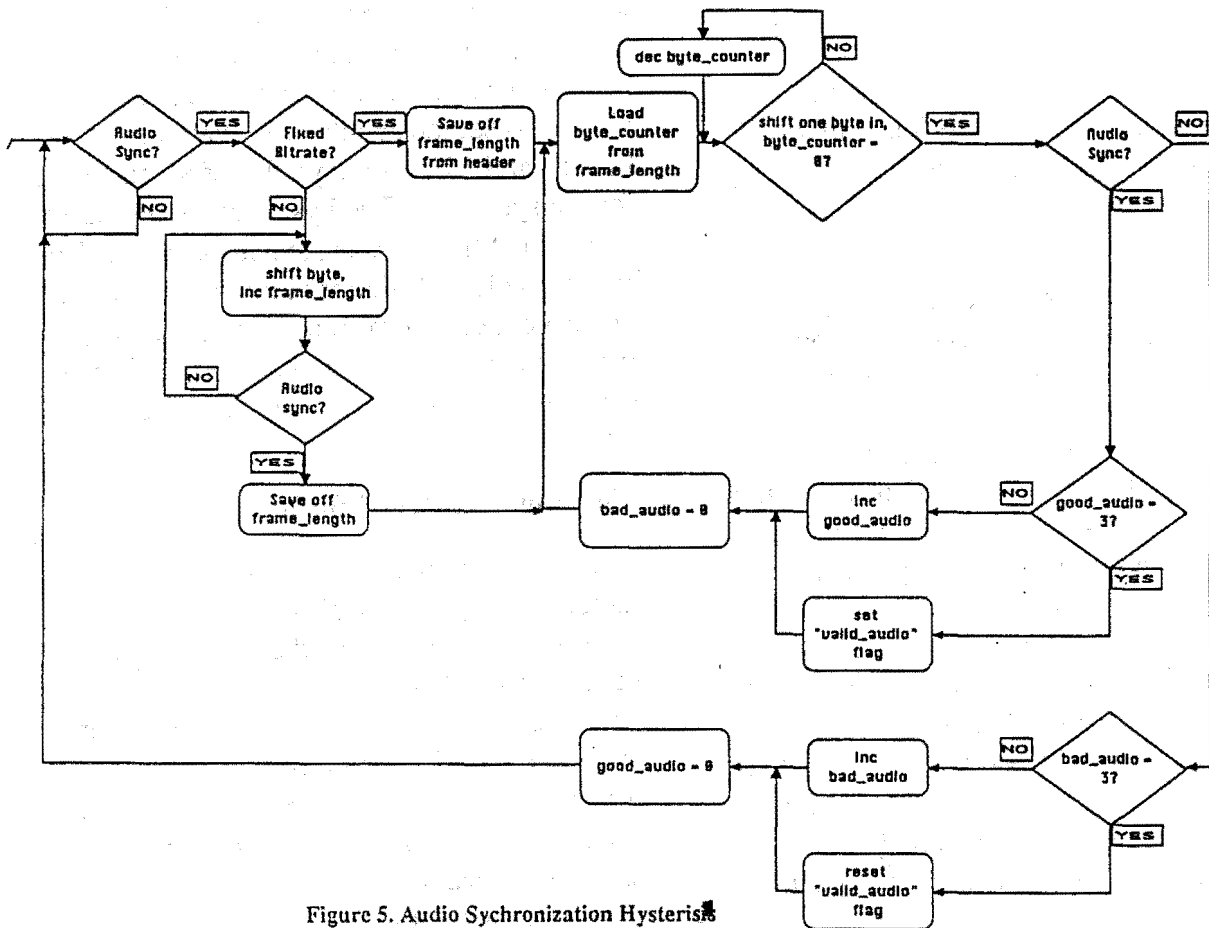 NO
dec byte_counter
Audio
Sync?
YES
Fixed
Bitrate?
YES
Save off
frame_length
from header
Load
byte_counter
from
frame_length
shift one byte in,
byte_counter =
0?
YES
Audio
Sync?
NO
NO
NO
YES
shift byte,
inc frame_length
NO
Audio
sync?
YES
Save off
frame_length
bad_audio = 0
inc
good_audio
NO
good_audio =
3?
YES
set
"valid_audio"
flag
good_audio = 0
inc
bad_audio
NO
bad_audio =
3?
YES
reset
"valid_audio"
flag
Figure 5. Audio Sychronization Hysterisis